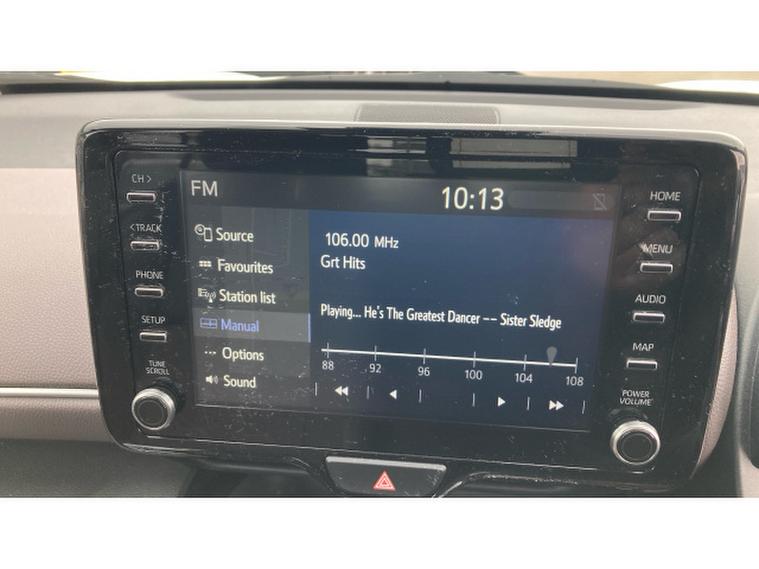 FM
10:13
CH >
< TRACK
PHONE
SETUP
TUNE
SCROLL
Source
Favourites
Station list
Manual
Options
Sound
106.00 MHz
Grt Hits
Playing... He's The Greatest Dancer -- Sister Sledge
88 92 96 100 104 108
HOME
MENU
AUDIO
MAP
POWER
VOLUME